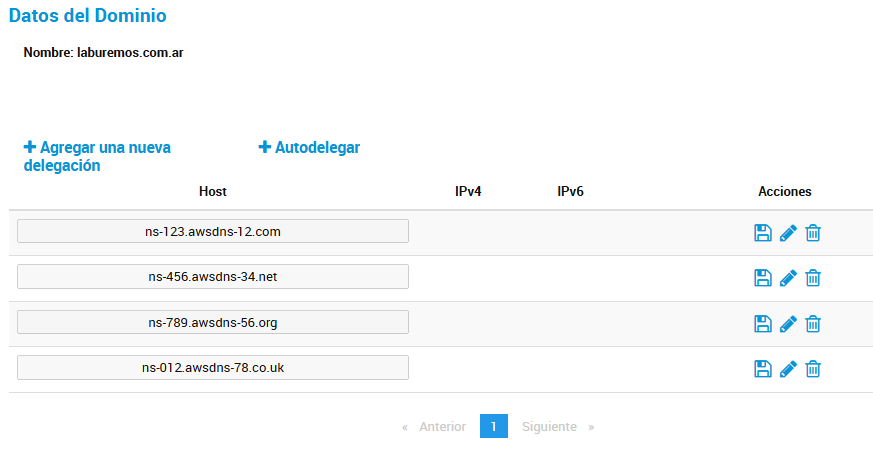 Datos del Dominio
Nombre: laburemos.com.ar
Agregar una nueva delegación
Autodelegar
Host IPv4 IPv6 Acciones
ns-123.awsdns-12.com
ns-456.awsdns-34.net
ns-789.awsdns-56.org
ns-012.awsdns-78.co.uk
« Anterior 1 Siguiente »